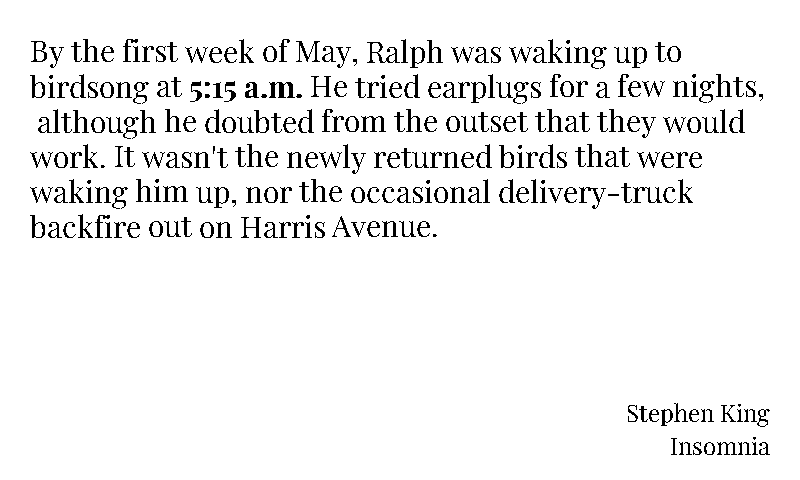 By the first week of May, Ralph was waking up to
birdsong at 5:15 a.m. He tried earplugs for a few nights,
although he doubted from the outset that they would
work. It wasn't the newly returned birds that were
waking him up, nor the occasional delivery-truck
backfire out on Harris Avenue.
Stephen King
Insomnia